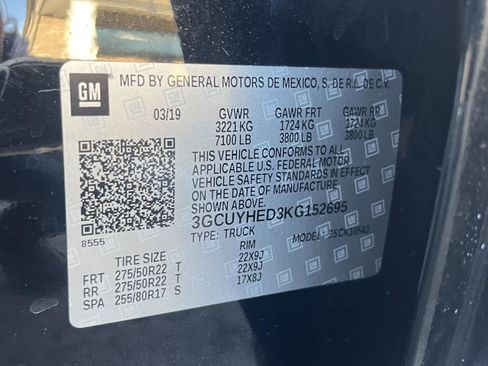 GM
MFD BY GENERAL MOTORS DE MEXICO, S. DE R.L. DE C.V.
03/19 GVWR GAWR FRT GAWR RR
3221 KG 1724 KG 1724 KG
7100 LB 3800 LB 3800 LB
THIS VEHICLE CONFORMS TO ALL
APPLICABLE U.S. FEDERAL MOTOR
VEHICLE SAFETY STANDARDS IN EFFECT
ON THE DATE OF MANUFACTURE
SHOWN ABOVE.
3GCUYHED3KG152695
8555 TYPE: TRUCK MODEL: 3SCK10543
TIRE SIZE RIM
FRT 275/50R22 T 22X9J
RR 275/50R22 T 22X9J
SPA 255/80R17 S 17X8J